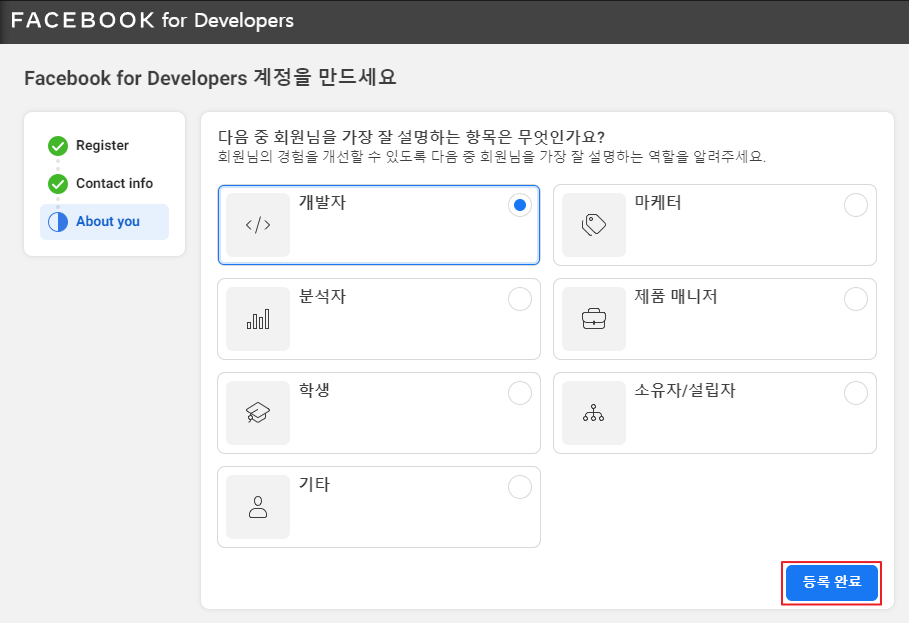 FACEBOOK for Developers
Facebook for Developers 계정을 만드세요
Register
Contact info
About you
다음 중 회원님을 가장 잘 설명하는 항목은 무엇인가요?
회원님의 경험을 개선할 수 있도록 다음 중 회원님을 가장 잘 설명하는 역할을 알려주세요.
개발자
마케터
분석자
제품 매니저
학생
소유자/설립자
기타
등록 완료